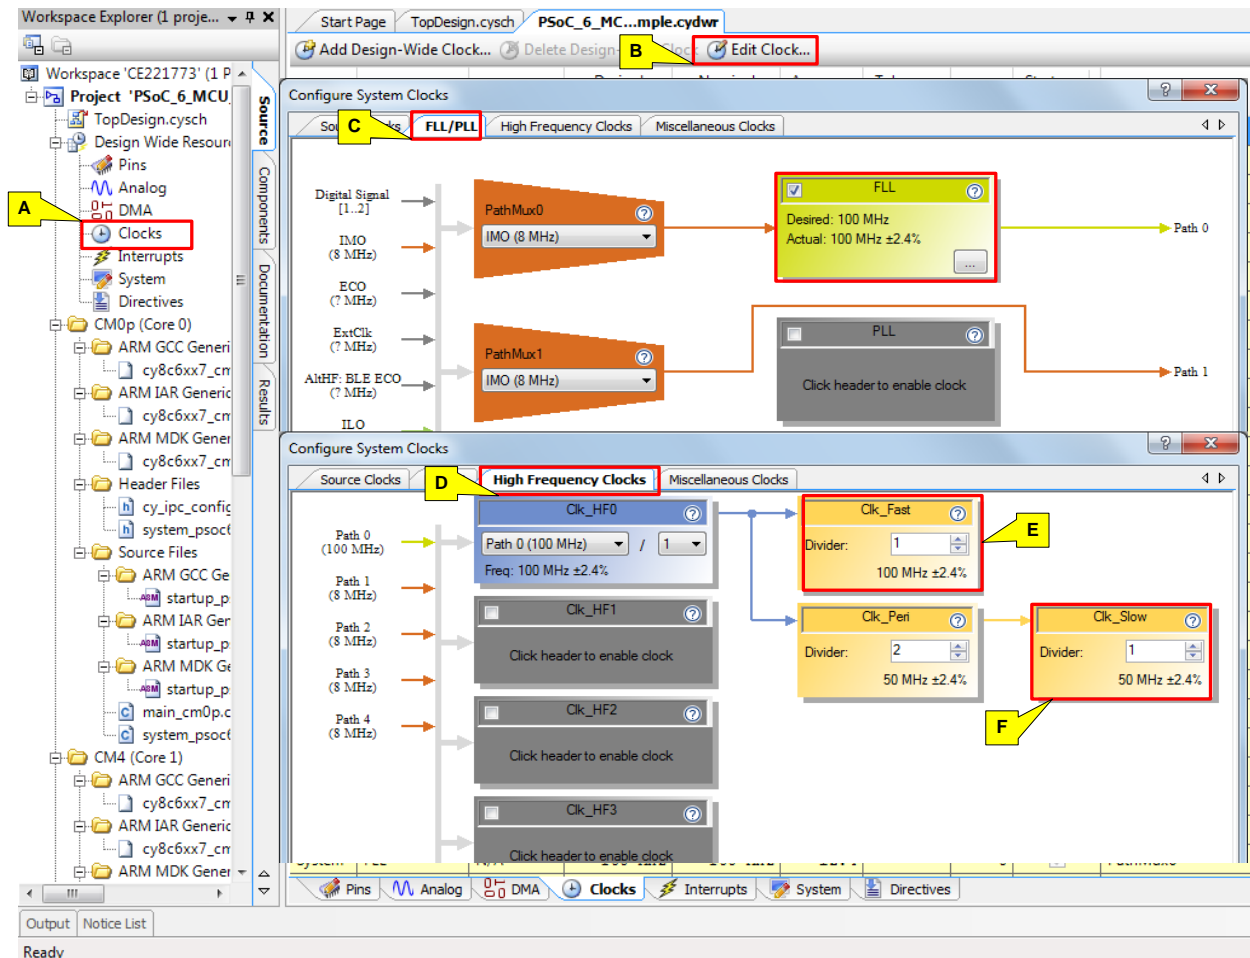 Workspace Explorer (1 proje...
Workspace 'CE221773' (1 P
Project 'PSoC_6_MCU_
TopDesign.cysch
Design Wide Resour
Pins
Analog
DMA
A
Clocks
Interrupts
System
Directives
CM0p (Core 0)
ARM GCC Generi
cy8c6xx7_cm
ARM IAR Generic
cy8c6xx7_cm
ARM MDK Gener
cy8c6xx7_cm
Header Files
cy_ipc_config
system_psoc6
Source Files
ARM GCC Ge
startup_p
ARM IAR Gen
startup_p
ARM MDK Ge
startup_p
main_cm0p.c
system_psoc6
CM4 (Core 1)
ARM GCC Generi
cy8c6xx7_cm
ARM IAR Generic
cy8c6xx7_cm
ARM MDK Gener
Source
Components
Documentation
Results
Start Page
TopDesign.cysch
PSoC_6_MC...mple.cydwr
Add Design-Wide Clock...
Delete Design-
B
Edit Clock...
Configure System Clocks
C
FLL/PLL
High Frequency Clocks
Miscellaneous Clocks
Digital Signal
[1..2]
IMO
(8 MHz)
ECO
(? MHz)
ExtClk
(? MHz)
AltHF: BLE ECO
(? MHz)
ILO
PathMux0
IMO (8 MHz)
FLL
Desired: 100 MHz
Actual: 100 MHz ±2.4%
...
Path 0
PathMux1
IMO (8 MHz)
PLL
Click header to enable clock
Path 1
Configure System Clocks
Source Clocks
D
High Frequency Clocks
Miscellaneous Clocks
Path 0
(100 MHz)
Path 1
(8 MHz)
Path 2
(8 MHz)
Path 3
(8 MHz)
Path 4
(8 MHz)
Clk_HF0
Path 0 (100 MHz) / 1
Freq: 100 MHz ±2.4%
Clk_HF1
Click header to enable clock
Clk_HF2
Click header to enable clock
Clk_HF3
Click header to enable clock
Clk_Fast
Divider: 1
100 MHz ±2.4%
E
Clk_Peri
Divider: 2
50 MHz ±2.4%
Clk_Slow
Divider: 1
50 MHz ±2.4%
F
Pins
Analog
DMA
Clocks
Interrupts
System
Directives
Output
Notice List
Ready